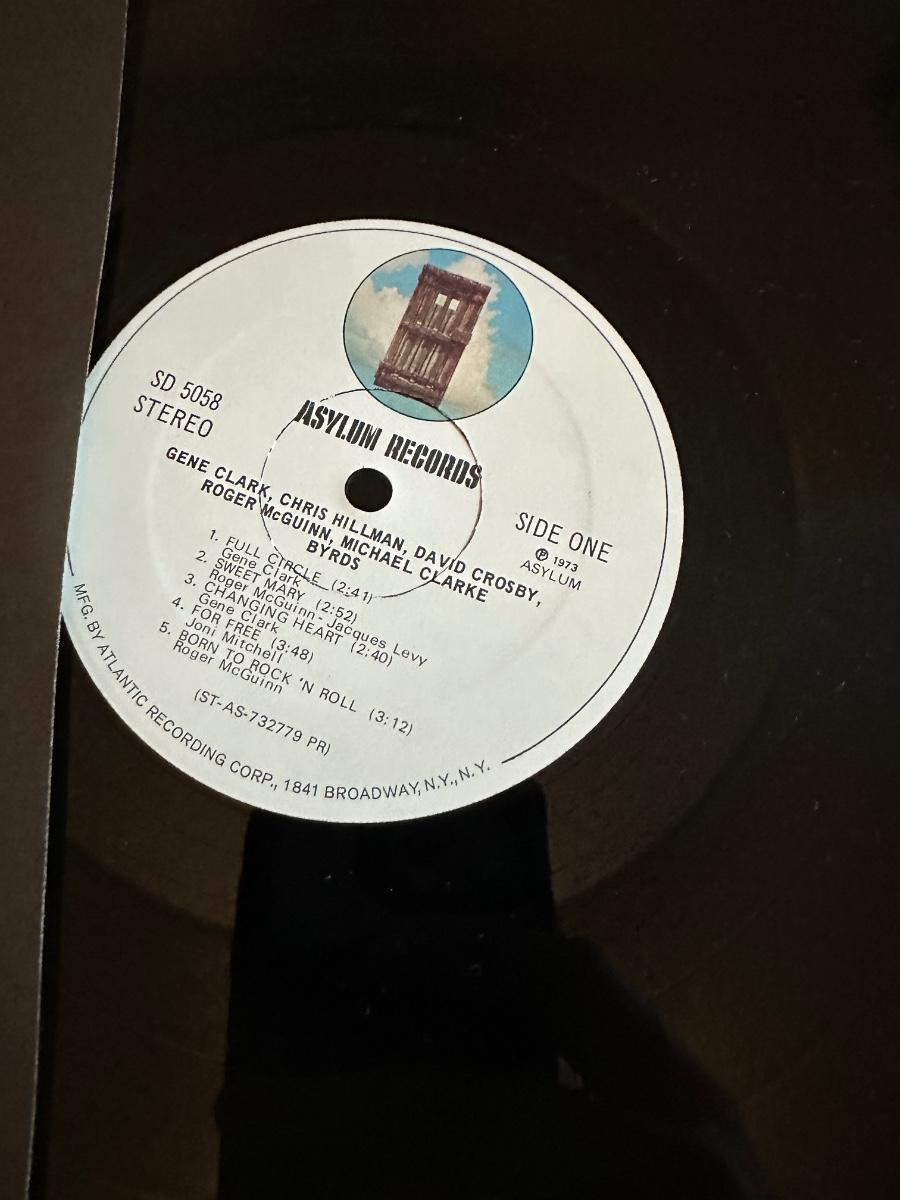 SD 5058
STEREO
ASYLUM RECORDS
GENE CLARK, CHRIS HILLMAN, DAVID CROSBY,
ROGER McGUINN, MICHAEL CLARKE
BYRDS
SIDE ONE
℗ 1973
ASYLUM
1. FULL CIRCLE (2:41)
Gene Clark
2. SWEET MARY (2:52)
Roger McGuinn - Jacques Levy
3. CHANGING HEART (2:40)
Gene Clark
4. FOR FREE (3:48)
Joni Mitchell
5. BORN TO ROCK 'N ROLL (3:12)
Roger McGuinn
(ST-AS-732779 PR)
MFG. BY ATLANTIC RECORDING CORP., 1841 BROADWAY, N.Y., N.Y.